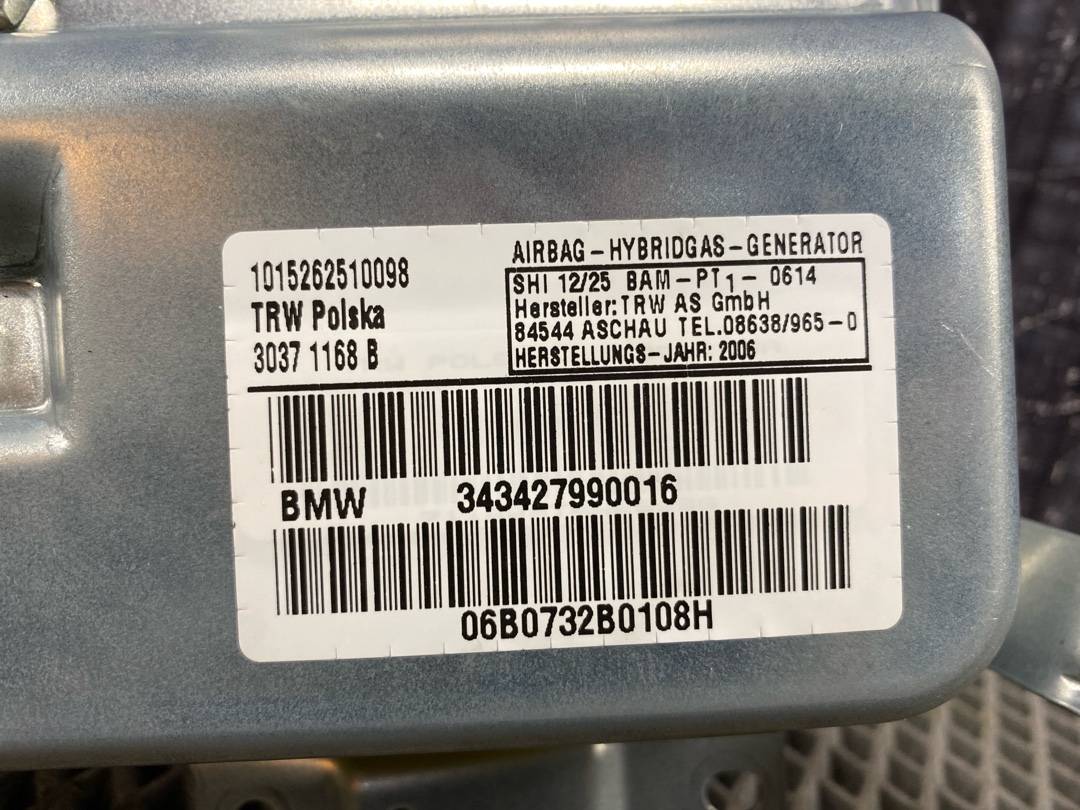 1015262510098
TRW Polska
3037 1168 B
AIRBAG-HYBRIDGAS-GENERATOR
SHI 12/25 BAM-PT1- 0614
Hersteller: TRW AS GmbH
84544 ASCHAU TEL.08638/965-0
HERSTELLUNGS-JAHR: 2006
BMW 343427990016
06B0732B0108H